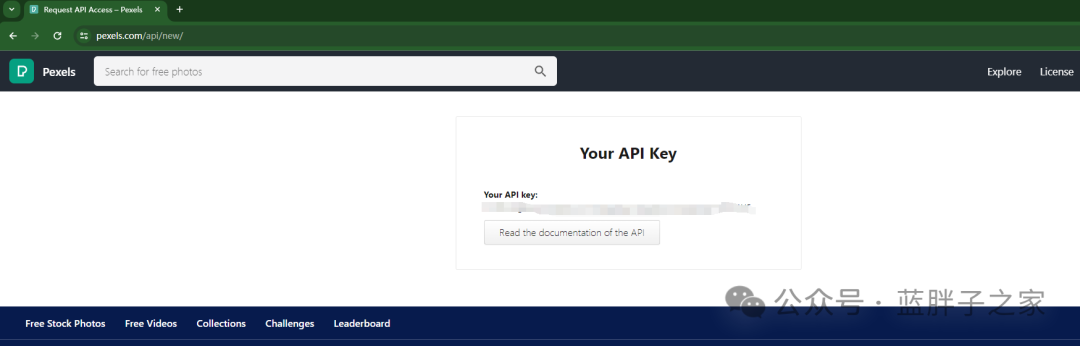 Request API Access – Pexels
pexels.com/api/new/
Pexels
Search for free photos
Explore
License
Your API Key
Your API key:
Read the documentation of the API
公众号 · 蓝胖子之家
Free Stock Photos
Free Videos
Collections
Challenges
Leaderboard